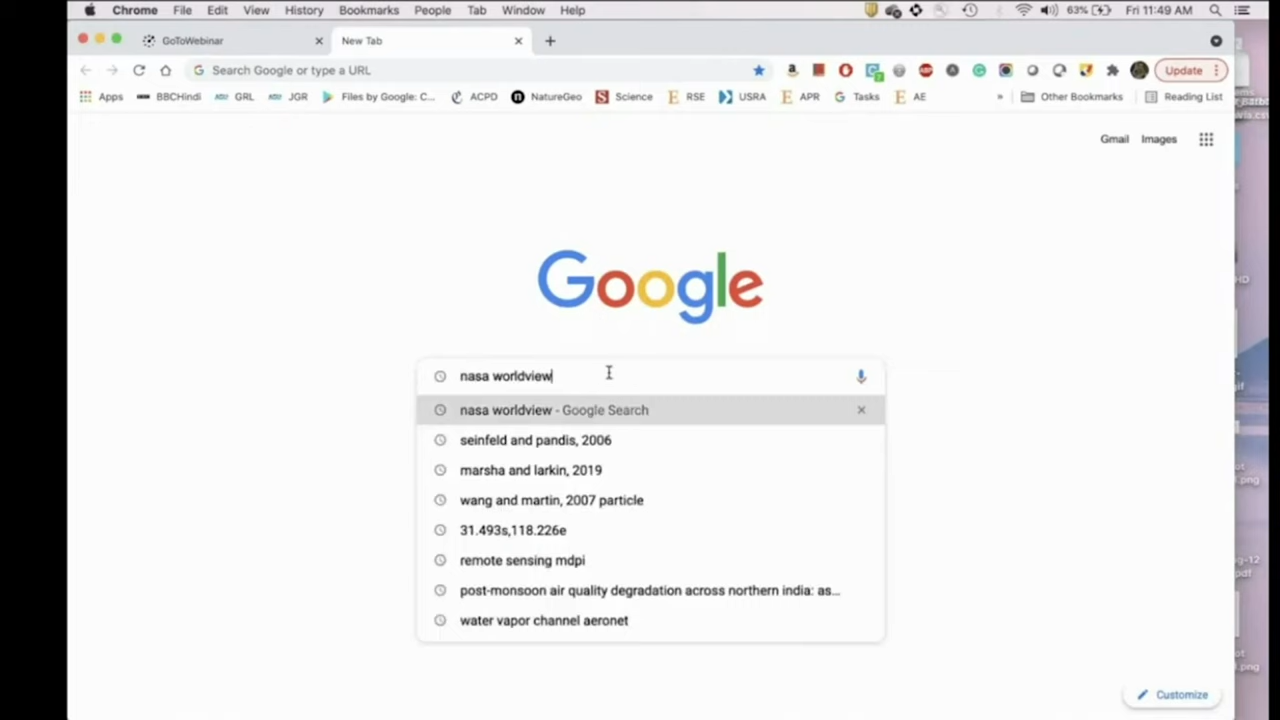 Chrome File Edit View History Bookmarks People Tab Window Help 63% Fri 11:49 AM
GoToWebinar New Tab
Search Google or type a URL Update
Apps BBCHindi GRL JGR Files by Google: C... ACPD NatureGeo Science RSE USRA APR Tasks AE » Other Bookmarks Reading List
Gmail Images
Google
nasa worldview
nasa worldview - Google Search
seinfeld and pandis, 2006
marsha and larkin, 2019
wang and martin, 2007 particle
31.493s,118.226e
remote sensing mdpi
post-monsoon air quality degradation across northern india: as...
water vapor channel aeronet
Customize